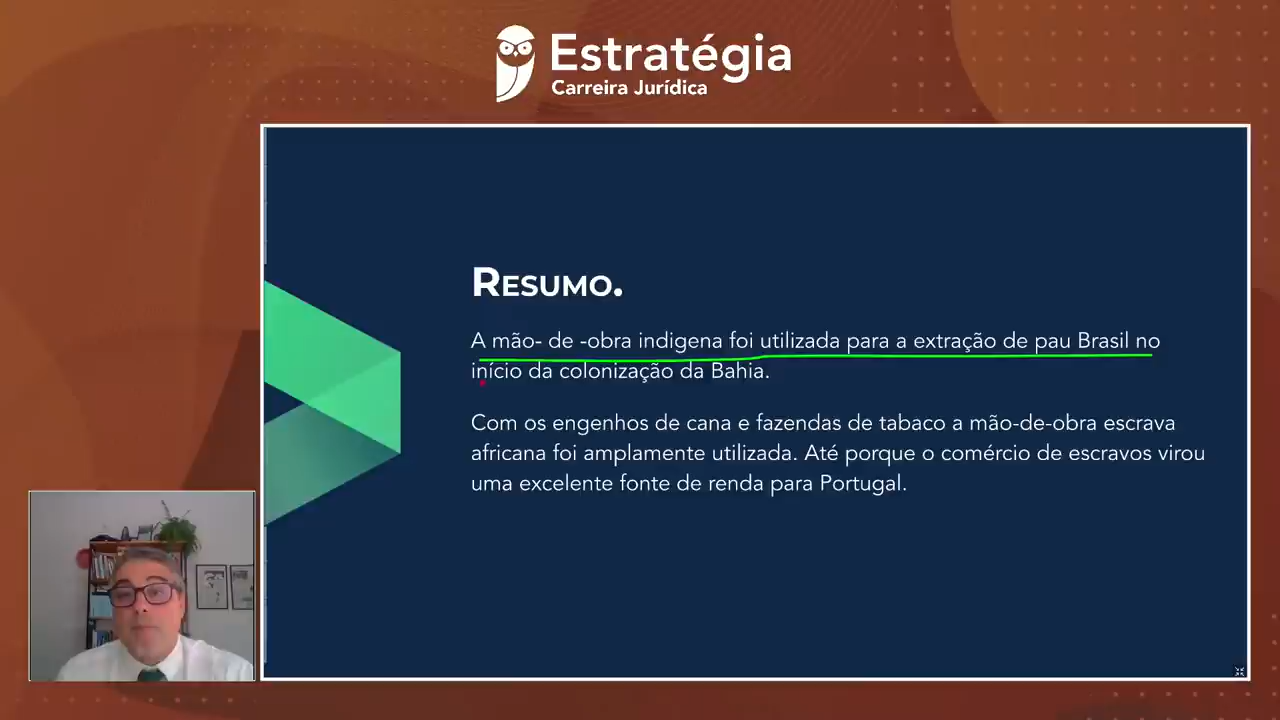 Estratégia
Carreira Jurídica
RESUMO.
A mão- de -obra indigena foi utilizada para a extração de pau Brasil no
início da colonização da Bahia.
Com os engenhos de cana e fazendas de tabaco a mão-de-obra escrava
africana foi amplamente utilizada. Até porque o comércio de escravos virou
uma excelente fonte de renda para Portugal.